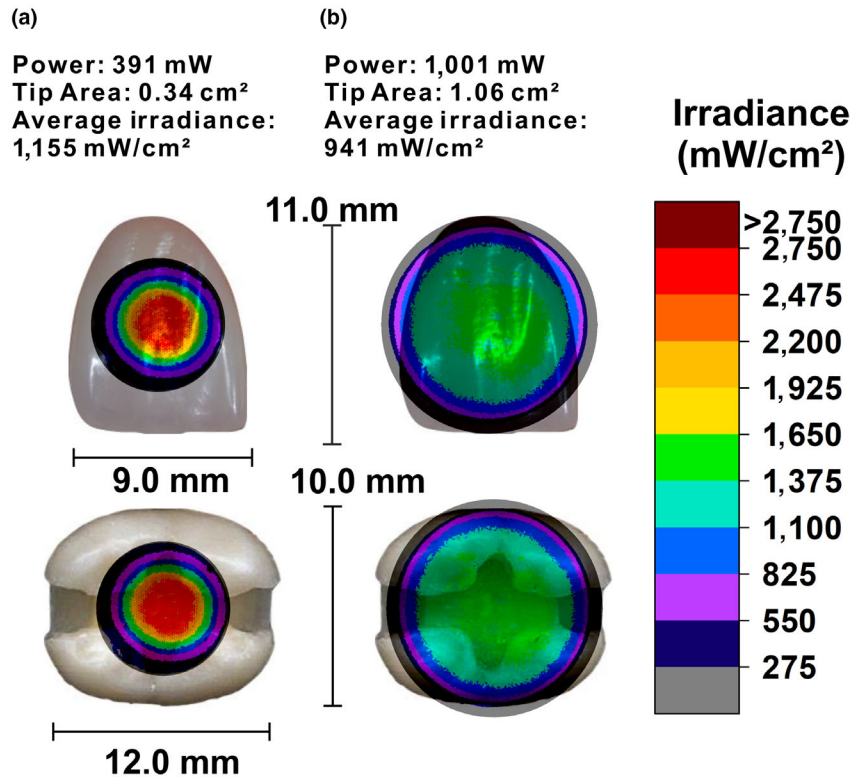 (a)
Power: 391 mW
Tip Area: 0.34 cm²
Average irradiance:
1,155 mW/cm²
(b)
Power: 1,001 mW
Tip Area: 1.06 cm²
Average irradiance:
941 mW/cm²
Irradiance
(mW/cm²)
11.0 mm
9.0 mm
10.0 mm
12.0 mm
>2,750
2,750
2,475
2,200
1,925
1,650
1,375
1,100
825
550
275